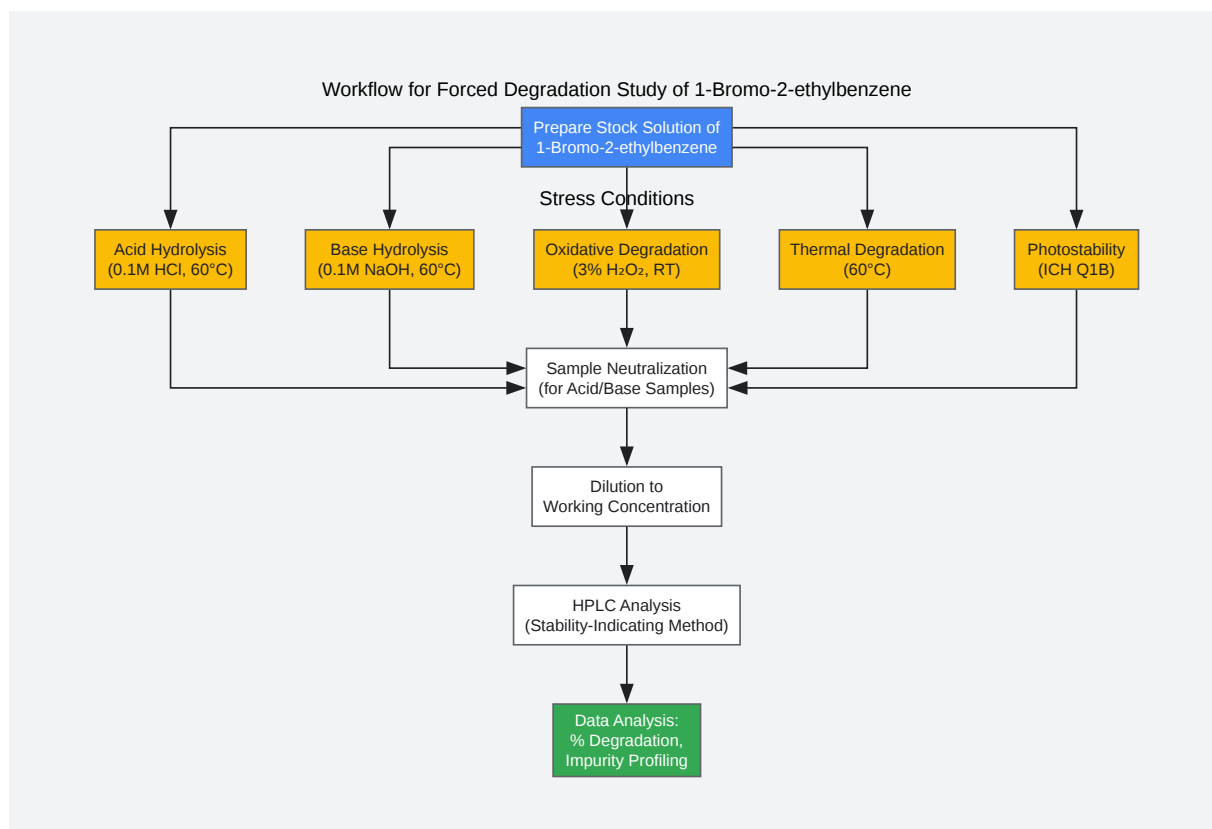 Workflow for Forced Degradation Study of 1-Bromo-2-ethylbenzene
Prepare Stock Solution of
1-Bromo-2-ethylbenzene
Stress Conditions
Acid Hydrolysis
(0.1M HCl, 60°C)
Base Hydrolysis
(0.1M NaOH, 60°C)
Oxidative Degradation
(3% H₂O₂, RT)
Thermal Degradation
(60°C)
Photostability
(ICH Q1B)
Sample Neutralization
(for Acid/Base Samples)
Dilution to
Working Concentration
HPLC Analysis
(Stability-Indicating Method)
Data Analysis:
% Degradation,
Impurity Profiling